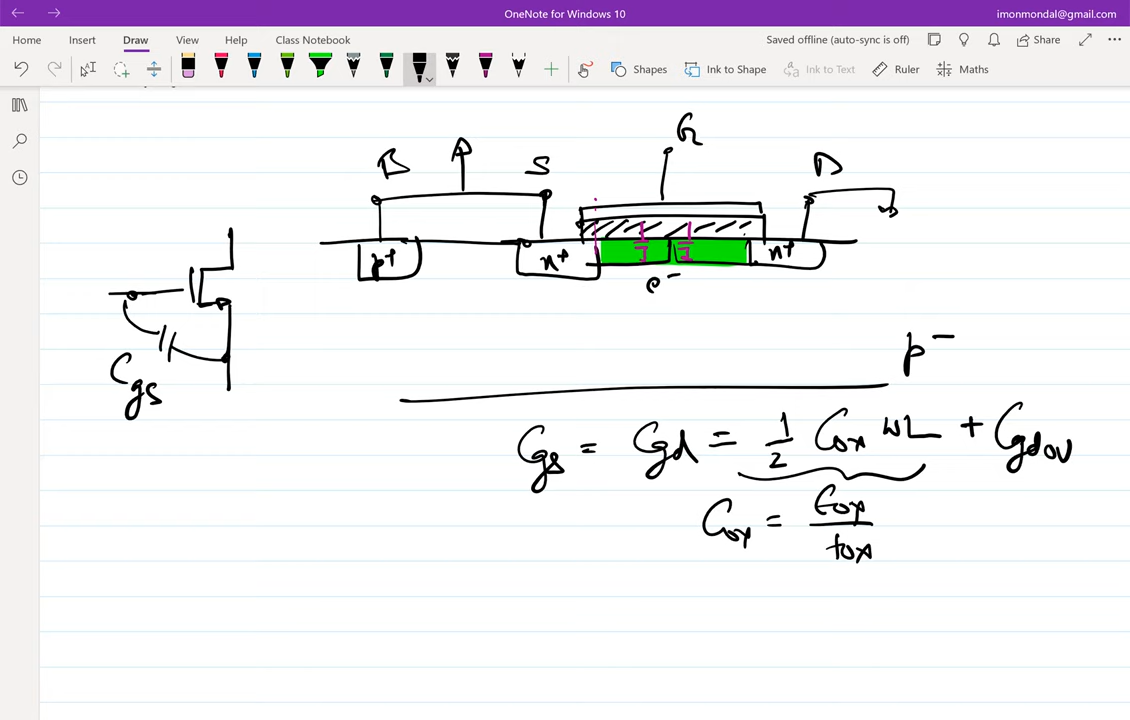 OneNote for Windows 10
imonmondal@gmail.com
Home Insert Draw View Help Class Notebook
Saved offline (auto-sync is off) Share
Shapes Ink to Shape Ink to Text Ruler Maths
G
B S D
p+ n+ n+
e-
p-
Cgs
Cgs = Cgd = 1/2 Cox WL + Cgdov
Cox = εox/tox